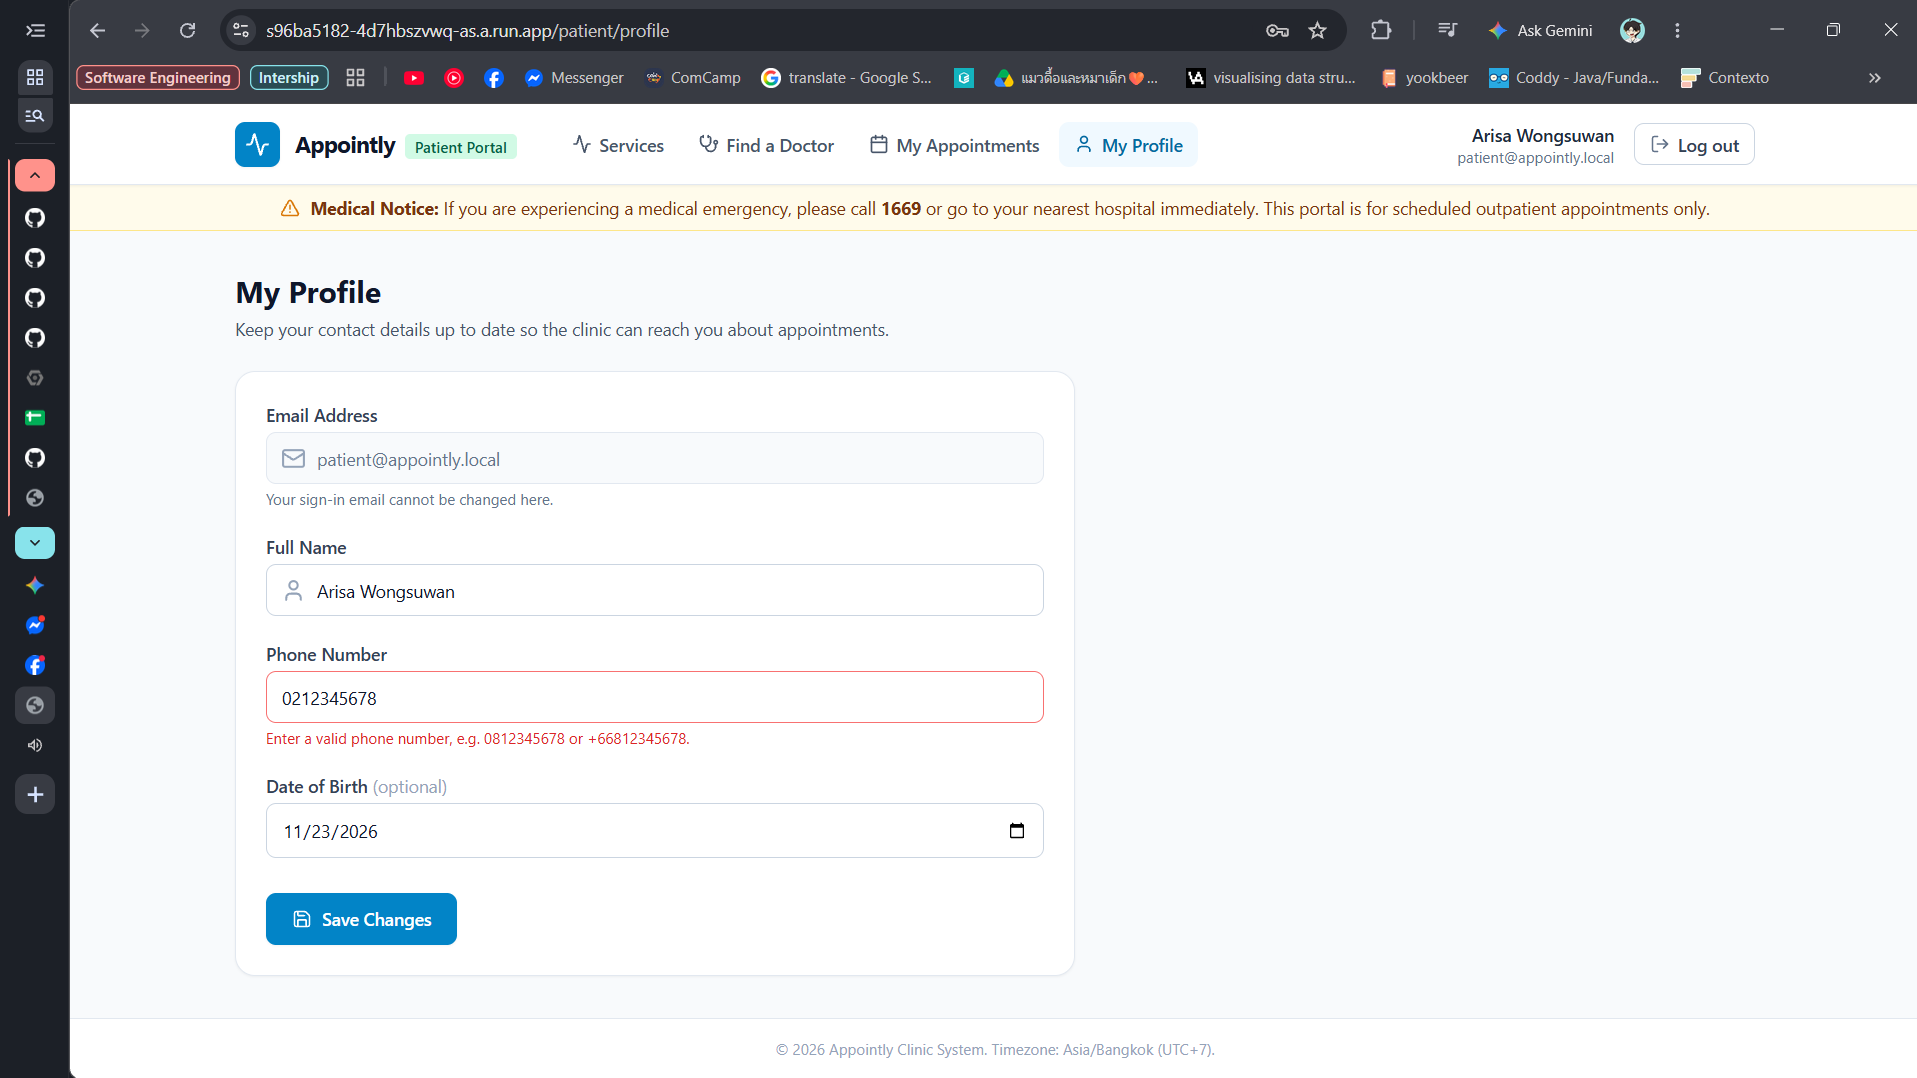 s96ba5182-4d7hbszvwq-as.a.run.app/patient/profile
Ask Gemini
Software Engineering
Intership
Messenger
ComCamp
translate - Google S...
แมวดื้อและหมาเด็ก❤️...
visualising data stru...
yookbeer
Coddy - Java/Funda...
Contexto
Appointly
Patient Portal
Services
Find a Doctor
My Appointments
My Profile
Arisa Wongsuwan
patient@appointly.local
Log out
Medical Notice: If you are experiencing a medical emergency, please call 1669 or go to your nearest hospital immediately. This portal is for scheduled outpatient appointments only.
My Profile
Keep your contact details up to date so the clinic can reach you about appointments.
Email Address
patient@appointly.local
Your sign-in email cannot be changed here.
Full Name
Arisa Wongsuwan
Phone Number
0212345678
Enter a valid phone number, e.g. 0812345678 or +66812345678.
Date of Birth (optional)
11/23/2026
Save Changes
© 2026 Appointly Clinic System. Timezone: Asia/Bangkok (UTC+7).